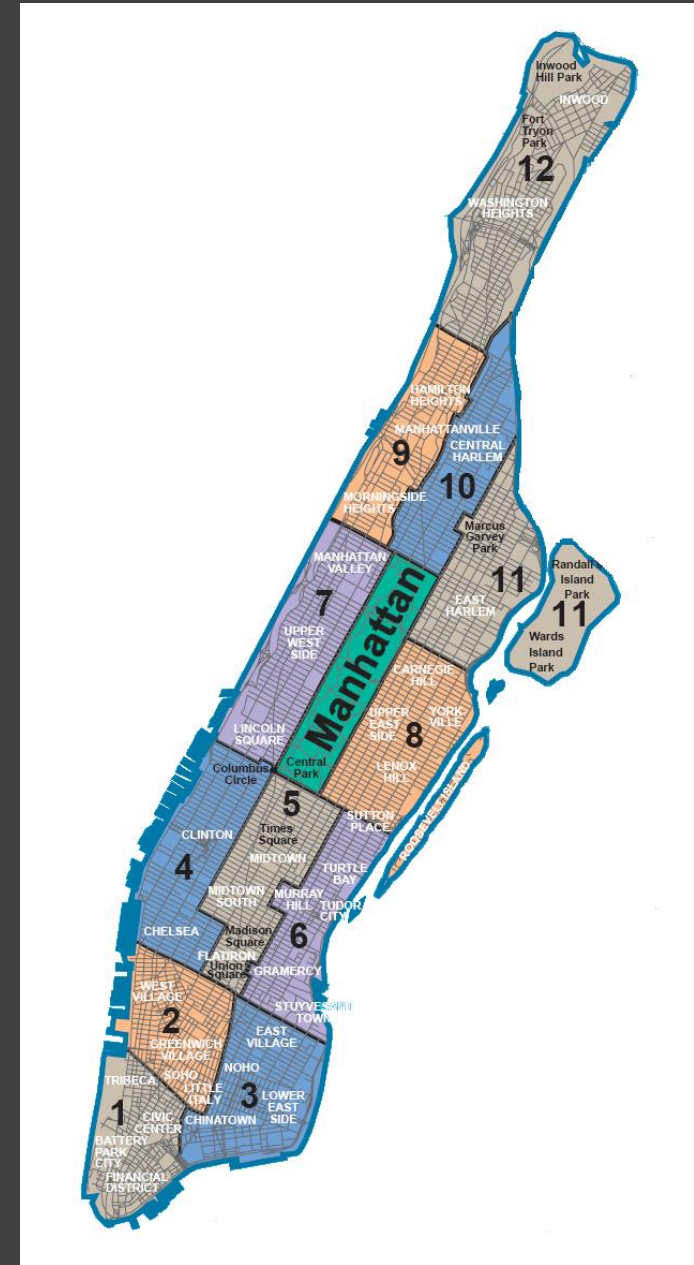 Inwood
Hill Park
INWOOD
Fort
Tryon
Park
12
WASHINGTON
HEIGHTS
HAMILTON
HEIGHTS
MANHATTANVILLE
9
CENTRAL
HARLEM
10
MORNINGSIDE
HEIGHTS
Marcus
Garvey
Park
11
EAST
HARLEM
Randall
Island
Park
11
Wards
Island
Park
MANHATTAN
VALLEY
7
UPPER
WEST
SIDE
LINCOLN
SQUARE
Manhattan
Central
Park
CARNEGIE
HILL
UPPER
EAST
SIDE
YORK
VILLE
8
LENOX
HILL
ROOSEVELT ISLAND
Columbus
Circle
5
Times
Square
SUTTON
PLACE
CLINTON
MIDTOWN
4
TURTLE
BAY
MIDTOWN
SOUTH
MURRAY
HILL
TUDOR
CITY
CHELSEA
Madison
Square
6
FLATIRON
Union
Square
GRAMERCY
STUYVESANT
TOWN
WEST
VILLAGE
2
GREENWICH
VILLAGE
EAST
VILLAGE
NOHO
SOHO
LITTLE
ITALY
3
LOWER
EAST
SIDE
CHINATOWN
TRIBECA
1
CIVIC
CENTER
BATTERY
PARK
CITY
FINANCIAL
DISTRICT